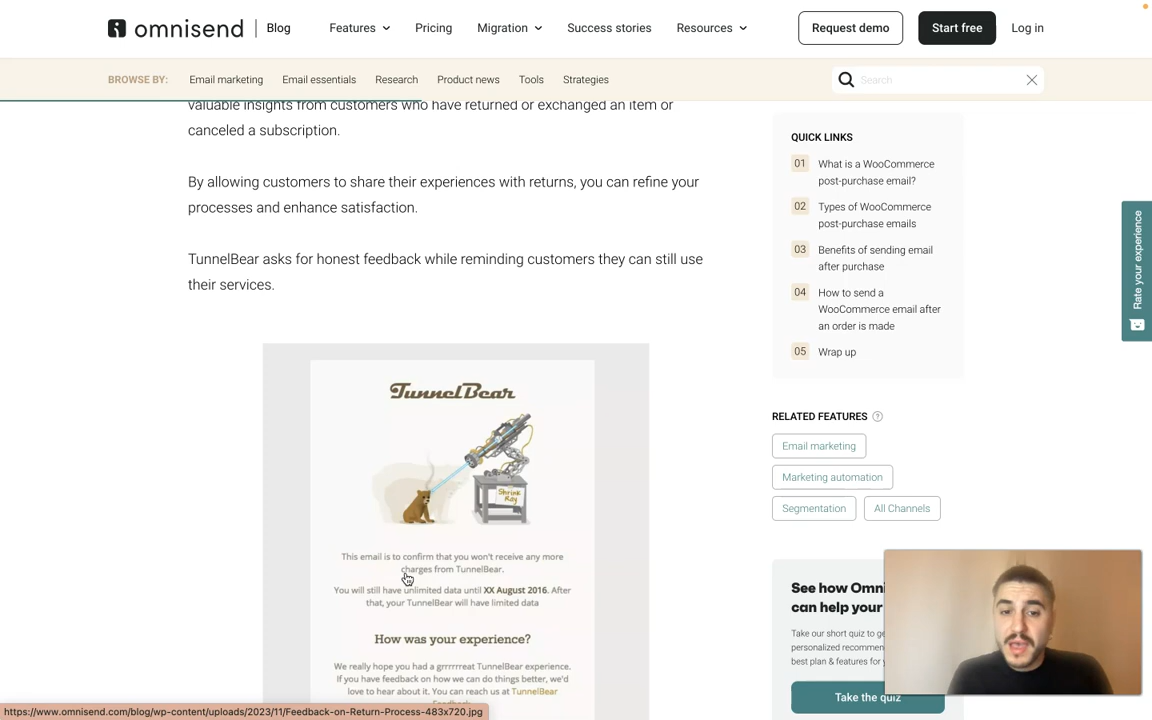 omnisend
Blog
Features
Pricing
Migration
Success stories
Resources
Request demo
Start free
Log in
BROWSE BY:
Email marketing
Email essentials
Research
Product news
Tools
Strategies
Search
valuable insights from customers who have returned or exchanged an item or
canceled a subscription.
By allowing customers to share their experiences with returns, you can refine your
processes and enhance satisfaction.
TunnelBear asks for honest feedback while reminding customers they can still use
their services.
TunnelBear
Shrink
Ray
This email is to confirm that you won't receive any more
charges from TunnelBear.
You will still have unlimited data until XX August 2016. After
that, your TunnelBear will have limited data
How was your experience?
We really hope you had a grrrrreat TunnelBear experience.
If you have feedback on how we can do things better, we'd
love to hear about it. You can reach us at TunnelBear
QUICK LINKS
01 What is a WooCommerce
post-purchase email?
02 Types of WooCommerce
post-purchase emails
03 Benefits of sending email
after purchase
04 How to send a
WooCommerce email after
an order is made
05 Wrap up
RELATED FEATURES ?
Email marketing
Marketing automation
Segmentation
All Channels
See how Omni
can help your
Take our short quiz to ge
personalized recommen
best plan & features for
Take the quiz
Rate your experience
https://www.omnisend.com/blog/wp-content/uploads/2023/11/Feedback-on-Return-Process-483x720.jpg